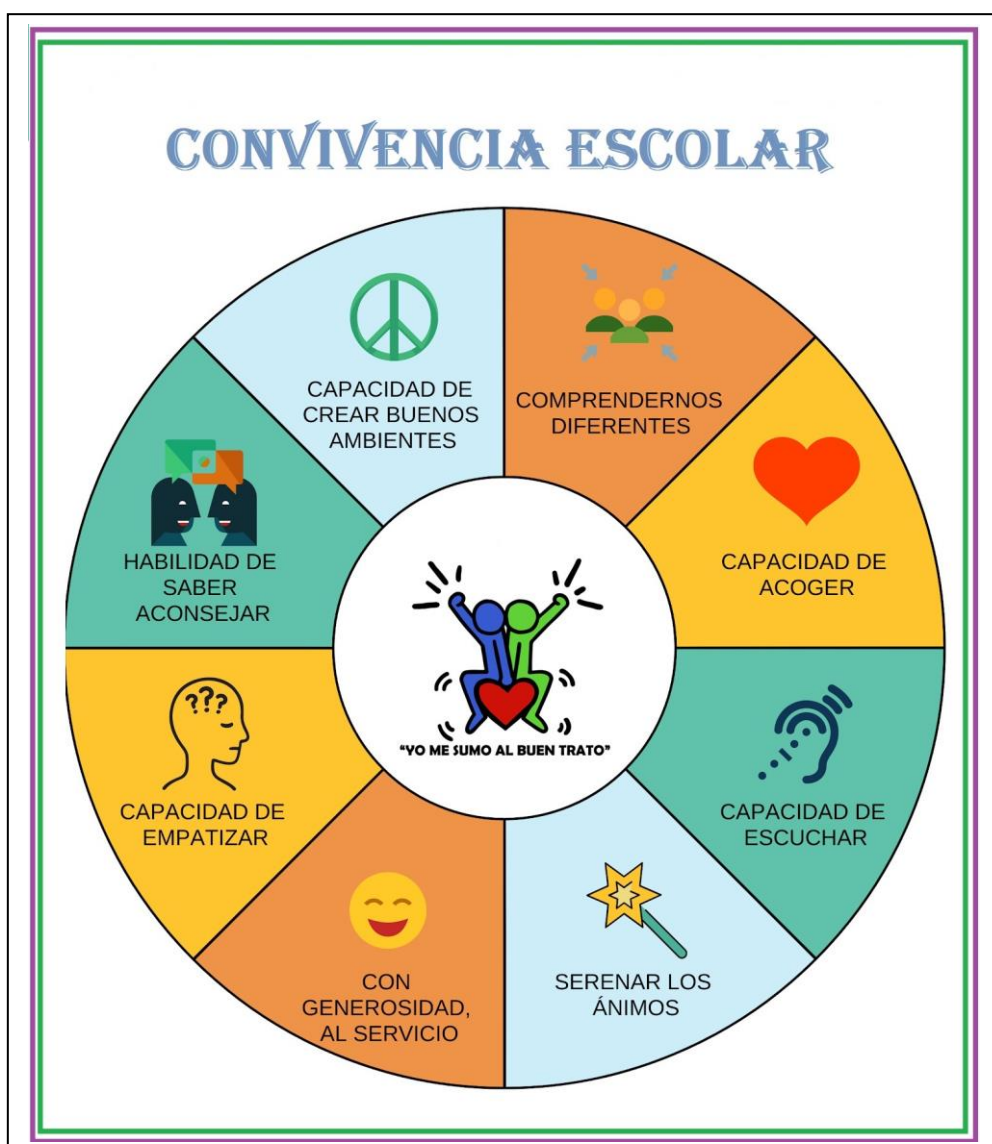 CONVIVENCIA ESCOLAR
CAPACIDAD DE
CREAR BUENOS
AMBIENTES
COMPRENDERNOS
DIFERENTES
HABILIDAD DE
SABER
ACONSEJAR
CAPACIDAD DE
ACOGER
"YO ME SUMO AL BUEN TRATO"
???
CAPACIDAD DE
EMPATIZAR
CAPACIDAD DE
ESCUCHAR
CON
GENEROSIDAD,
AL SERVICIO
SERENAR LOS
ÁNIMOS